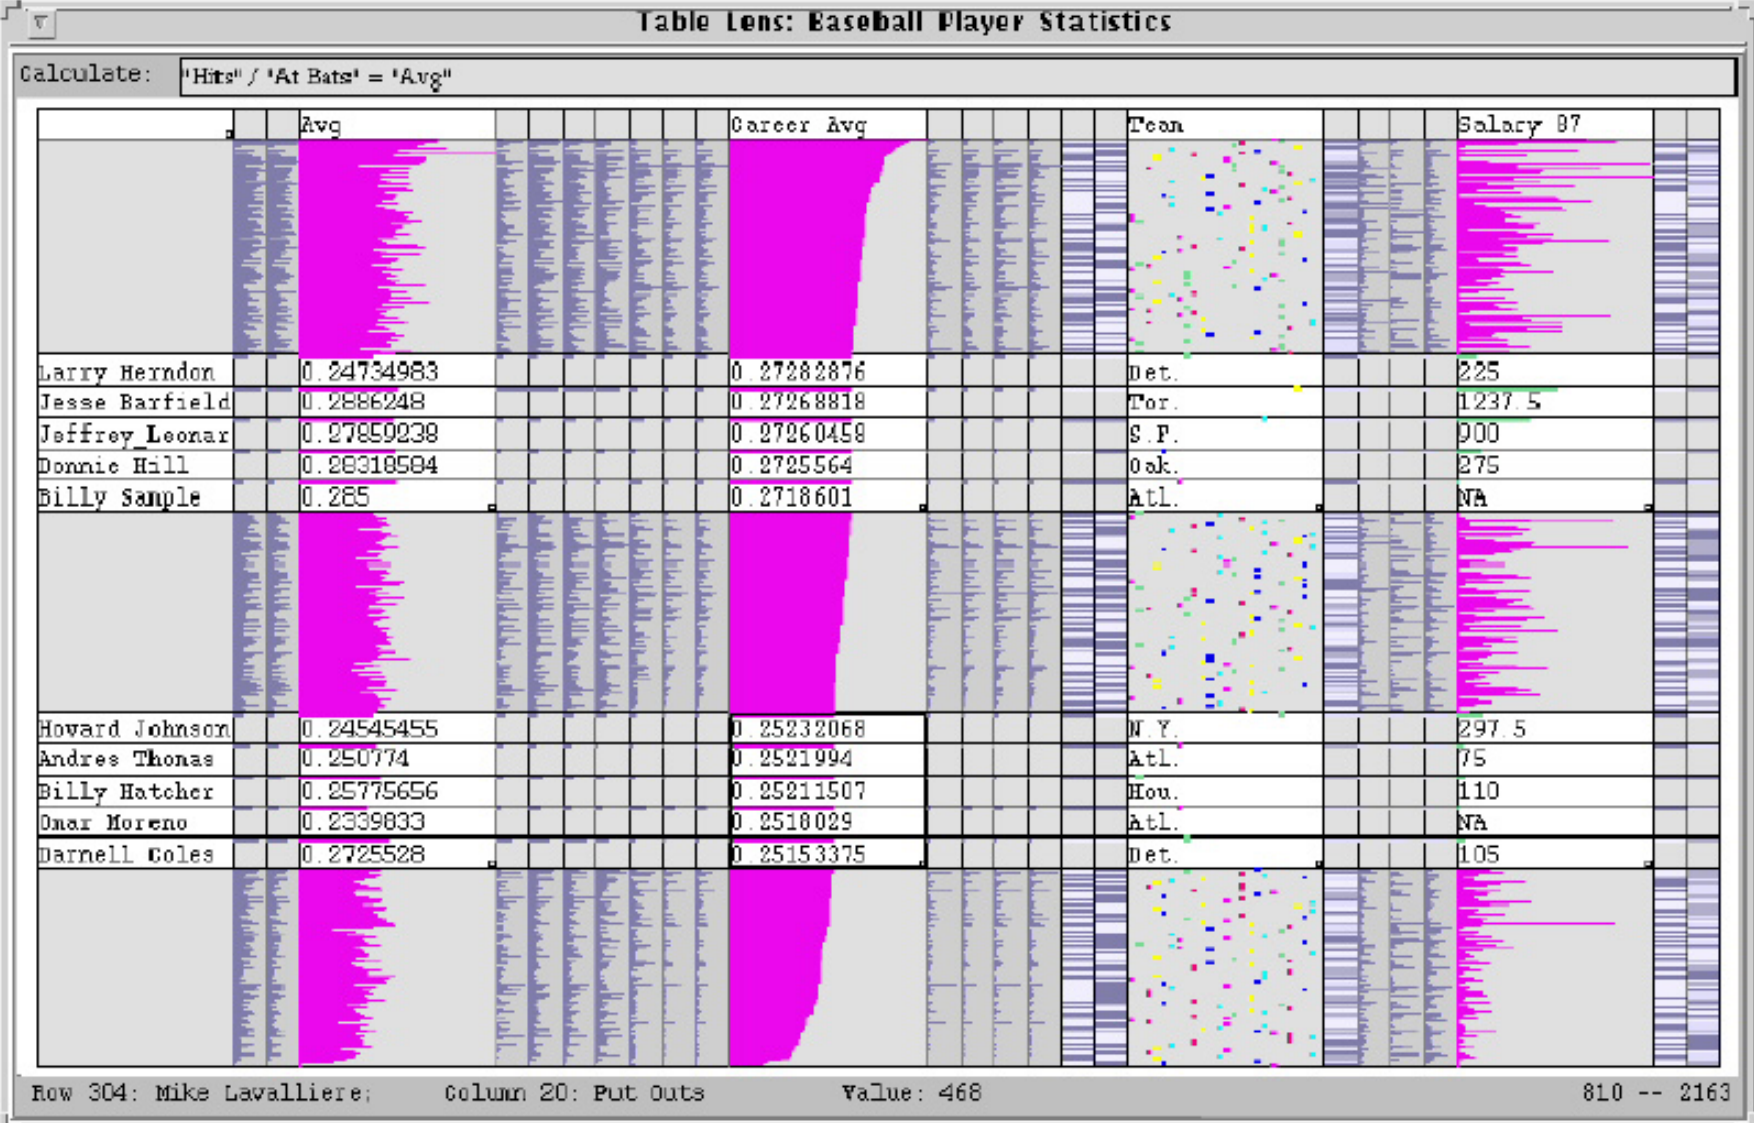 Table Lens: Baseball Player Statistics
Calculate: "Hits" / "At Bats" = "Avg"
Avg Career Avg Team Salary 87
Larry Herndon 0.24734983 0.27282876 Det. 225
Jesse Barfield 0.2886248 0.27268818 Tor. 1237.5
Jeffrey_Leonar 0.27859238 0.27260458 S.F. 900
Donnie Hill 0.28318584 0.2725564 Oak. 275
Billy Sample 0.285 0.2718601 Atl. NA
Howard Johnson 0.24545455 0.25232068 N.Y. 297.5
Andres Thomas 0.250774 0.2521994 Atl. 75
Billy Hatcher 0.25775656 0.25211507 Hou. 110
Omar Moreno 0.2339833 0.2518029 Atl. NA
Darnell Coles 0.2725528 0.25153375 Det. 105
Row 304: Mike Lavalliere; Column 20: Put Outs Value: 468 810 -- 2163